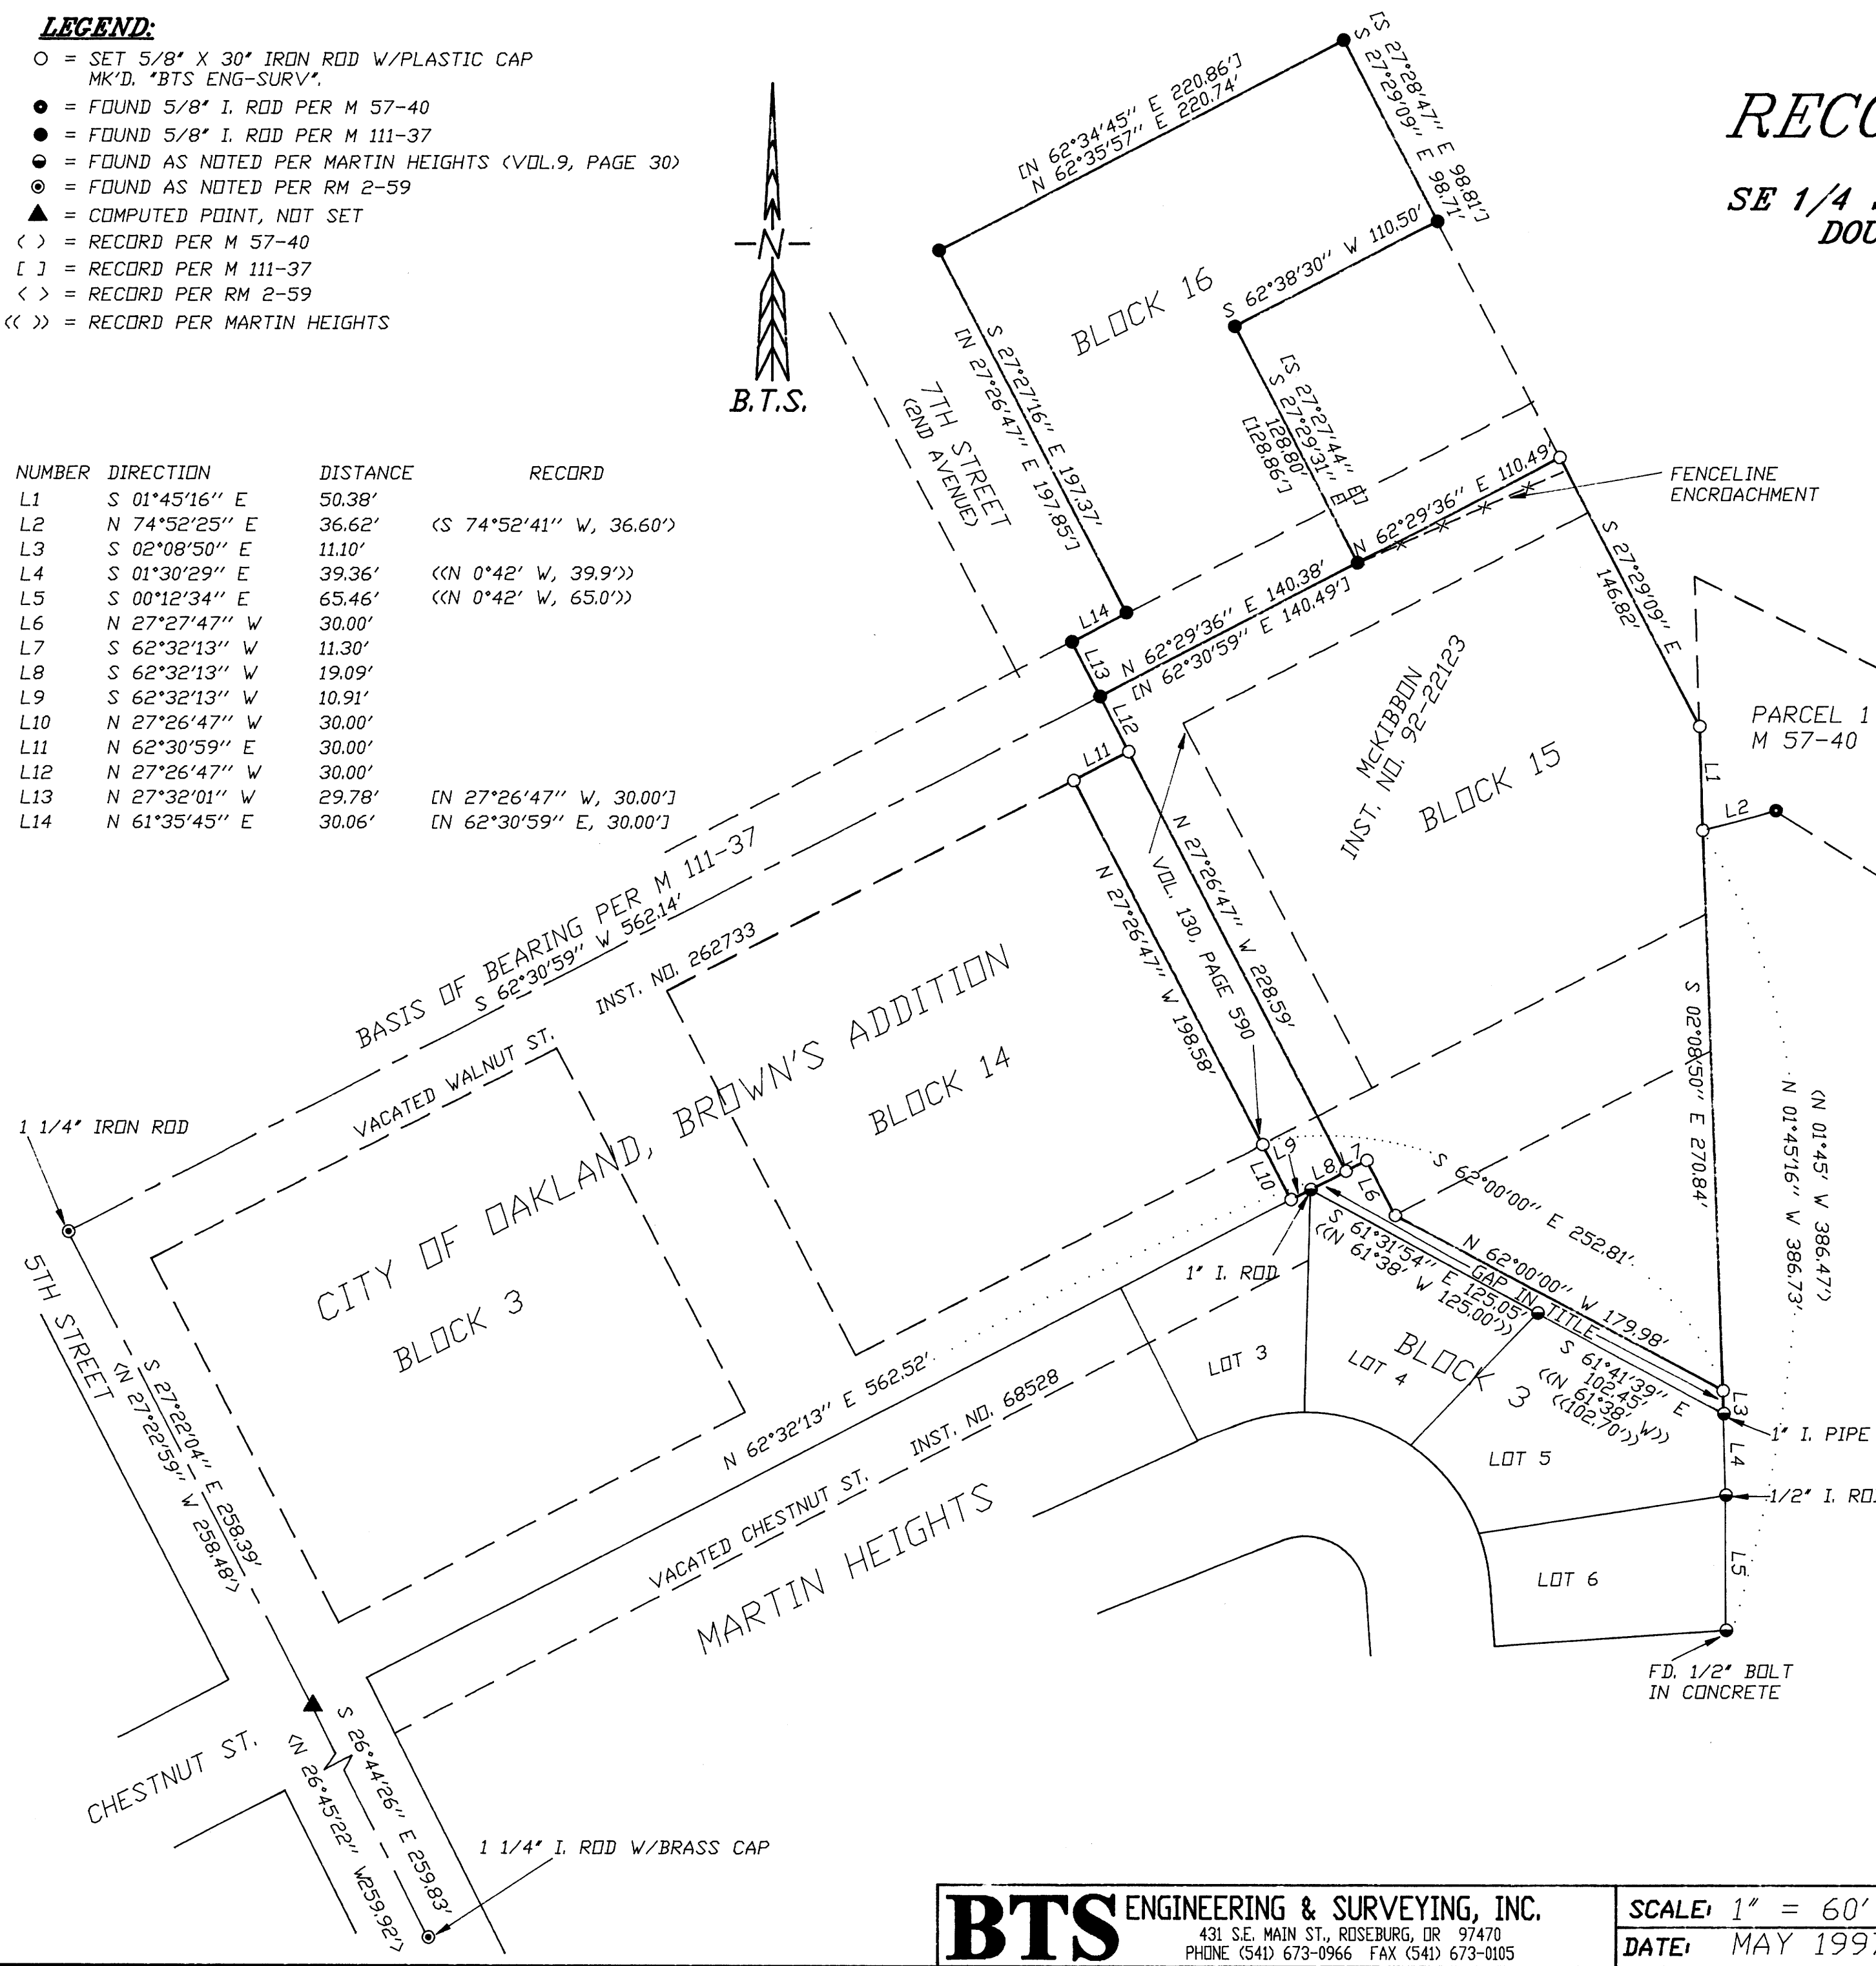 LEGEND:
○ = SET 5/8" X 30" IRON ROD W/PLASTIC CAP
MK'D. "BTS ENG-SURV".
= FOUND 5/8" I. ROD PER M 57-40
● = FOUND 5/8" I. ROD PER M 111-37
= FOUND AS NOTED PER MARTIN HEIGHTS (VOL.9, PAGE 30)
= FOUND AS NOTED PER RM 2-59
▲ = COMPUTED POINT, NOT SET
( ) = RECORD PER M 57-40
[ ] = RECORD PER M 111-37
< > = RECORD PER RM 2-59
(( )) = RECORD PER MARTIN HEIGHTS
N
B.T.S.
RECO
SE 1/4
DOU
NUMBER DIRECTION DISTANCE RECORD
L1 S 01°45'16" E 50.38'
L2 N 74°52'25" E 36.62' (S 74°52'41" W, 36.60')
L3 S 02°08'50" E 11.10'
L4 S 01°30'29" E 39.36' ((N 0°42' W, 39.9'))
L5 S 00°12'34" E 65.46' ((N 0°42' W, 65.0'))
L6 N 27°27'47" W 30.00'
L7 S 62°32'13" W 11.30'
L8 S 62°32'13" W 19.09'
L9 S 62°32'13" W 10.91'
L10 N 27°26'47" W 30.00'
L11 N 62°30'59" E 30.00'
L12 N 27°26'47" W 30.00'
L13 N 27°32'01" W 29.78' [N 27°26'47" W, 30.00']
L14 N 61°35'45" E 30.06' [N 62°30'59" E, 30.00']
[N 62°34'45" E 220.86']
N 62°35'57" E 220.74'
[S 27°28'47" E 98.81']
S 27°29'09" E 98.71'
S 62°38'30" W 110.50'
BLOCK 16
S 27°27'16" E 197.37'
[N 27°26'47" E 197.85']
[S 27°27'44" E]
S 27°29'31" E
128.80'
[128.86']
7TH STREET
(2ND AVENUE)
N 62°29'36" E 110.49'
FENCELINE
ENCROACHMENT
S 27°29'09" E
146.82'
L14
L13
N 62°29'36" E 140.38'
[N 62°30'59" E 140.49']
L12
L11
McKIBBON
INST. NO. 92-22123
BLOCK 15
PARCEL 1
M 57-40
L1
L2
BASIS OF BEARING PER M 111-37
S 62°30'59" W 562.14'
INST. NO. 262733
VACATED WALNUT ST.
N 27°26'47" W 228.59'
VOL. 130, PAGE 590
N 27°26'47" W 198.58'
CITY OF OAKLAND, BROWN'S ADDITION
BLOCK 14
BLOCK 3
S 02°08'50" E 270.84'
(N 01°45' W 386.47')
N 01°45'16" W 386.73'
1 1/4" IRON ROD
5TH STREET
L9
L10
L8
L7
L6
S 62°00'00" E 252.81'
N 62°00'00" W 179.98'
GAP IN TITLE
S 61°31'54" E 125.05'
((N 61°38' W 125.00'))
1" I. ROD
S 61°41'39" E
102.45'
((N 61°38' W))
((102.70'))
L3
1" I. PIPE
L4
1/2" I. RO
L5
LOT 3
LOT 4
BLOCK 3
LOT 5
LOT 6
FD. 1/2" BOLT
IN CONCRETE
N 62°32'13" E 562.52'
INST. NO. 68528
VACATED CHESTNUT ST.
MARTIN HEIGHTS
S 27°22'04" E 258.39'
<N 27°22'59" W 258.48'>
CHESTNUT ST.
S 26°44'26" E 259.83'
<N 26°45'22" W259.92'>
1 1/4" I. ROD W/BRASS CAP
BTS ENGINEERING & SURVEYING, INC.
431 S.E. MAIN ST., ROSEBURG, OR 97470
PHONE (541) 673-0966 FAX (541) 673-0105
SCALE: 1" = 60'
DATE: MAY 1997